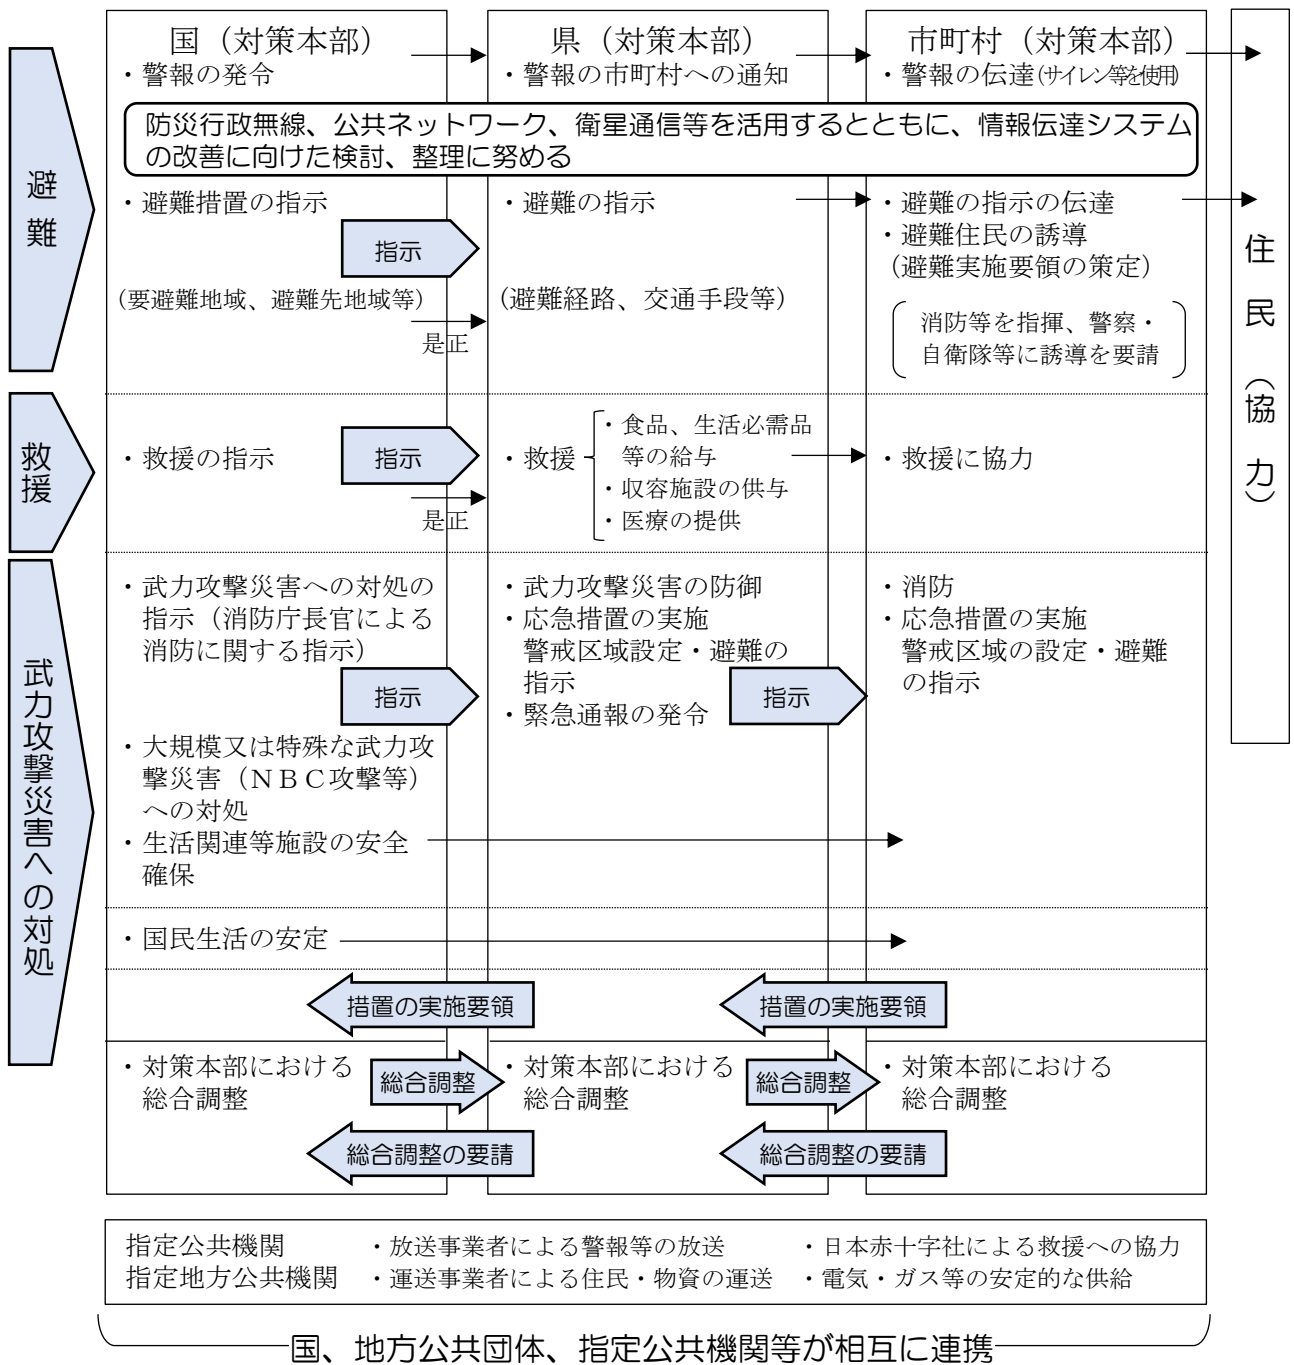 国（対策本部）
・警報の発令
県（対策本部）
・警報の市町村への通知
市町村（対策本部）
・警報の伝達(サイレン等を使用)
防災行政無線、公共ネットワーク、衛星通信等を活用するとともに、情報伝達システム
の改善に向けた検討、整理に努める
避難
・避難措置の指示
指示
(要避難地域、避難先地域等)
是正
・避難の指示
(避難経路、交通手段等)
・避難の指示の伝達
・避難住民の誘導
(避難実施要領の策定)
消防等を指揮、警察・
自衛隊等に誘導を要請
住民（協力）
救援
・救援の指示
指示
是正
・救援
・食品、生活必需品
等の給与
・収容施設の供与
・医療の提供
・救援に協力
武力攻撃災害への対処
・武力攻撃災害への対処の
指示（消防庁長官による
消防に関する指示）
指示
・大規模又は特殊な武力攻
撃災害（ＮＢＣ攻撃等）
への対処
・生活関連等施設の安全
確保
・武力攻撃災害の防御
・応急措置の実施
警戒区域設定・避難の
指示
・緊急通報の発令
指示
・消防
・応急措置の実施
警戒区域の設定・避難
の指示
・国民生活の安定
措置の実施要領
措置の実施要領
・対策本部における
総合調整
総合調整
・対策本部における
総合調整
総合調整
・対策本部における
総合調整
総合調整の要請
総合調整の要請
指定公共機関
指定地方公共機関
・放送事業者による警報等の放送
・運送事業者による住民・物資の運送
・日本赤十字社による救援への協力
・電気・ガス等の安定的な供給
国、地方公共団体、指定公共機関等が相互に連携